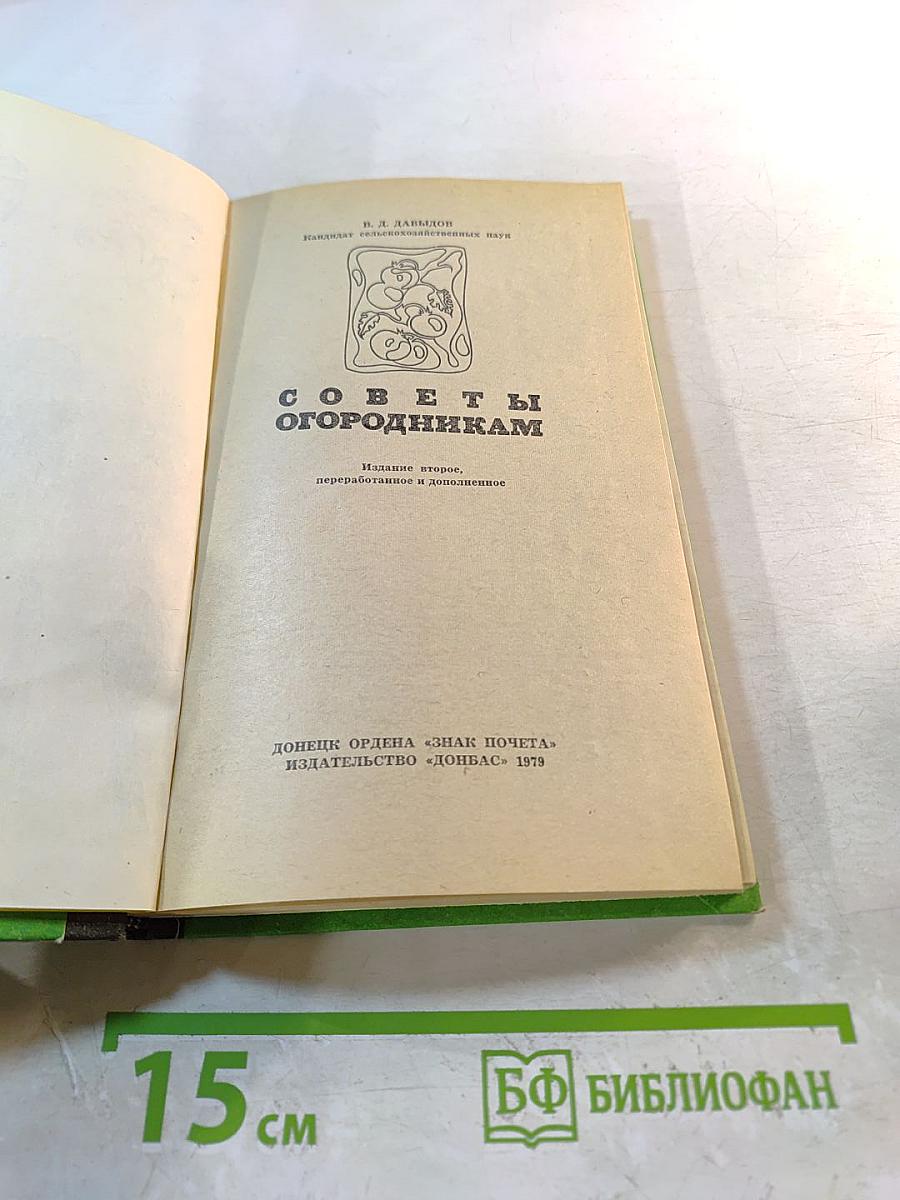 В. Д. ДАВЫДОВ
Кандидат сельскохозяйственных наук
СОВЕТЫ
ОГОРОДНИКАМ
Издание второе,
переработанное и дополненное
ДОНЕЦК ОРДЕНА «ЗНАК ПОЧЕТА»
ИЗДАТЕЛЬСТВО «ДОНБАС» 1979
15 см
БФ БИБЛИОФАН